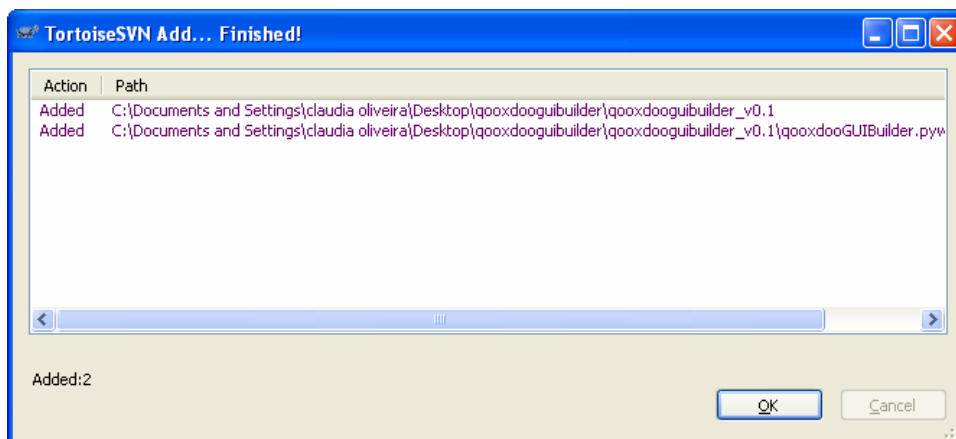 TortoiseSVN Add... Finished!
Action Path
Added C:\Documents and Settings\claudia oliveira\Desktop\qooxdooguibuilder\qooxdooguibuilder_v0.1
Added C:\Documents and Settings\claudia oliveira\Desktop\qooxdooguibuilder\qooxdooguibuilder_v0.1\qooxdooGUIBuilder.pyw
Added:2
OK Cancel